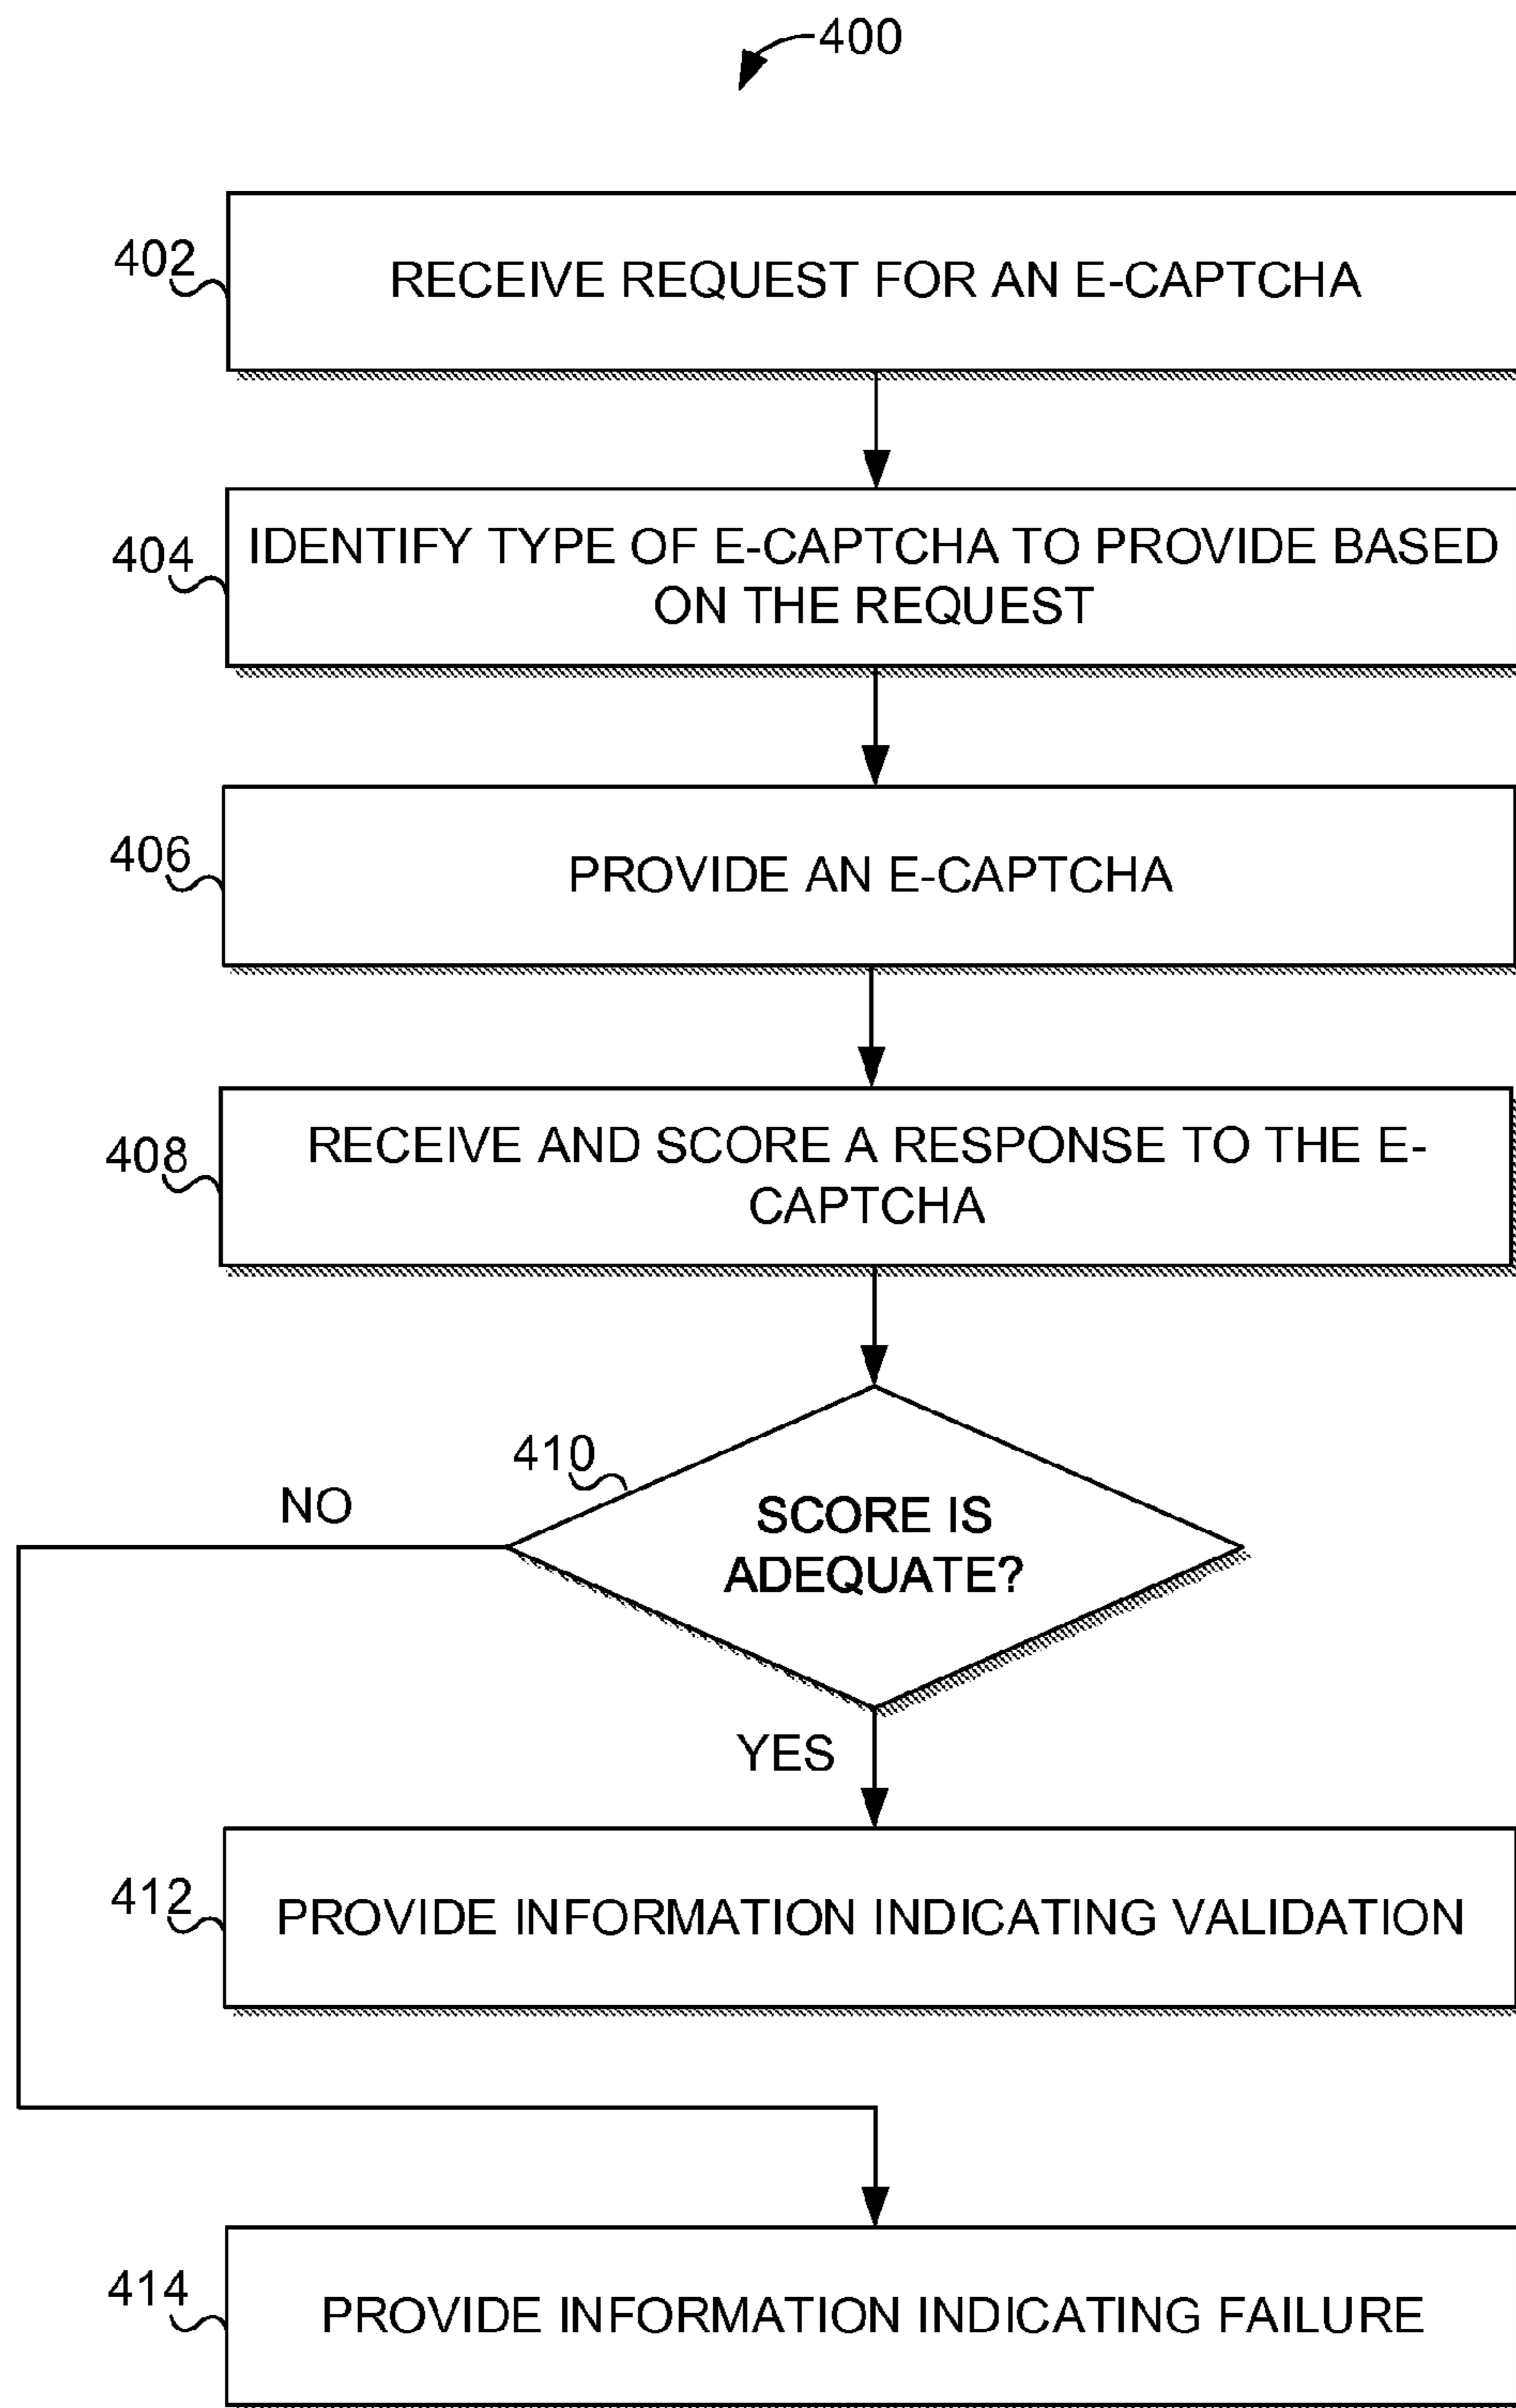 400
402
RECEIVE REQUEST FOR AN E-CAPTCHA
404
IDENTIFY TYPE OF E-CAPTCHA TO PROVIDE BASED
ON THE REQUEST
406
PROVIDE AN E-CAPTCHA
408
RECEIVE AND SCORE A RESPONSE TO THE E-
CAPTCHA
410
NO
SCORE IS
ADEQUATE?
YES
412
PROVIDE INFORMATION INDICATING VALIDATION
414
PROVIDE INFORMATION INDICATING FAILURE